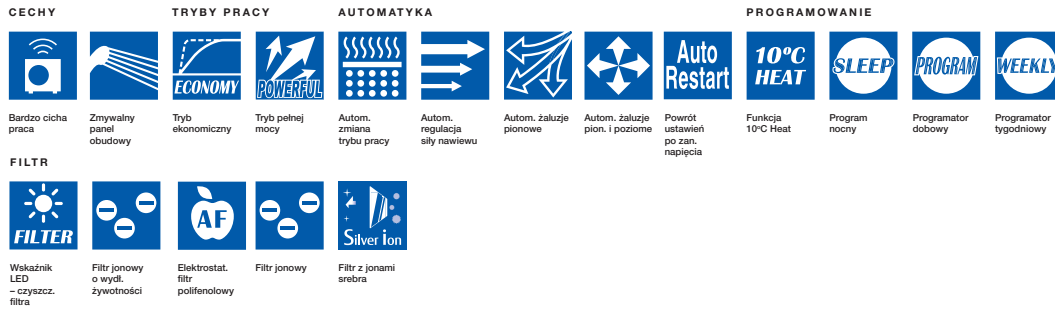 CECHY
TRYBY PRACY
AUTOMATYKA
PROGRAMOWANIE
ECONOMY
POWERFUL
Auto
Restart
10ºC
HEAT
SLEEP
PROGRAM
WEEKLY
Bardzo cicha
praca
Zmywalny
panel
obudowy
Tryb
ekonomiczny
Tryb pełnej
mocy
Autom.
zmiana
trybu pracy
Autom.
regulacja
siły nawiewu
Autom. żaluzje
pionowe
Autom. żaluzje
pion. i poziome
Powrót
ustawień
po zan.
napięcia
Funkcja
10ºC Heat
Program
nocny
Programator
dobowy
Programator
tygodniowy
FILTR
FILTER
AF
Silver ion
Wskaźnik
LED
– czyszcz.
filtra
Filtr jonowy
o wydł.
żywotności
Elektrostat.
filtr
polifenolowy
Filtr jonowy
Filtr z jonami
srebra